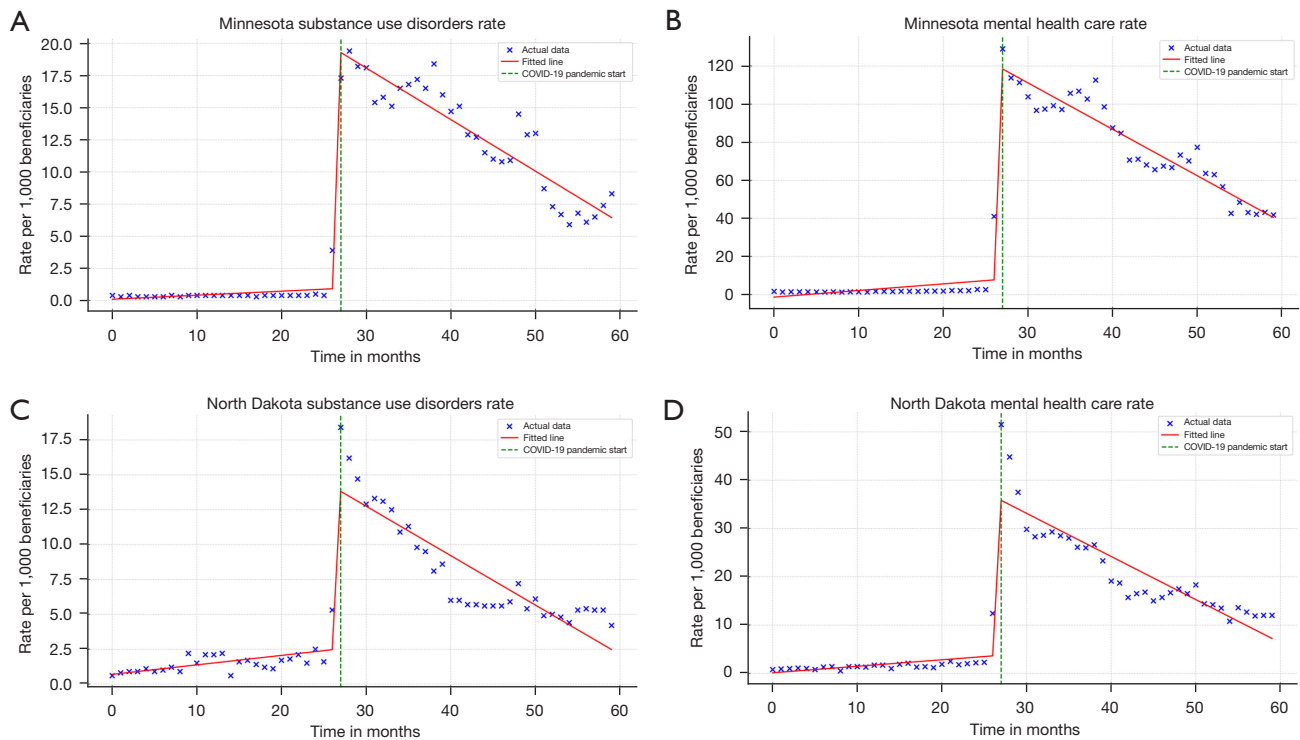 A
Minnesota substance use disorders rate
20.0
17.5
15.0
12.5
10.0
7.5
5.0
2.5
0.0
Rate per 1,000 beneficiaries
Actual data
Fitted line
COVID-19 pandemic start
0 10 20 30 40 50 60
Time in months
B
Minnesota mental health care rate
120
100
80
60
40
20
0
Rate per 1,000 beneficiaries
Actual data
Fitted line
COVID-19 pandemic start
0 10 20 30 40 50 60
Time in months
C
North Dakota substance use disorders rate
17.5
15.0
12.5
10.0
7.5
5.0
2.5
0.0
Rate per 1,000 beneficiaries
Actual data
Fitted line
COVID-19 pandemic start
0 10 20 30 40 50 60
Time in months
D
North Dakota mental health care rate
50
40
30
20
10
0
Rate per 1,000 beneficiaries
Actual data
Fitted line
COVID-19 pandemic start
0 10 20 30 40 50 60
Time in months